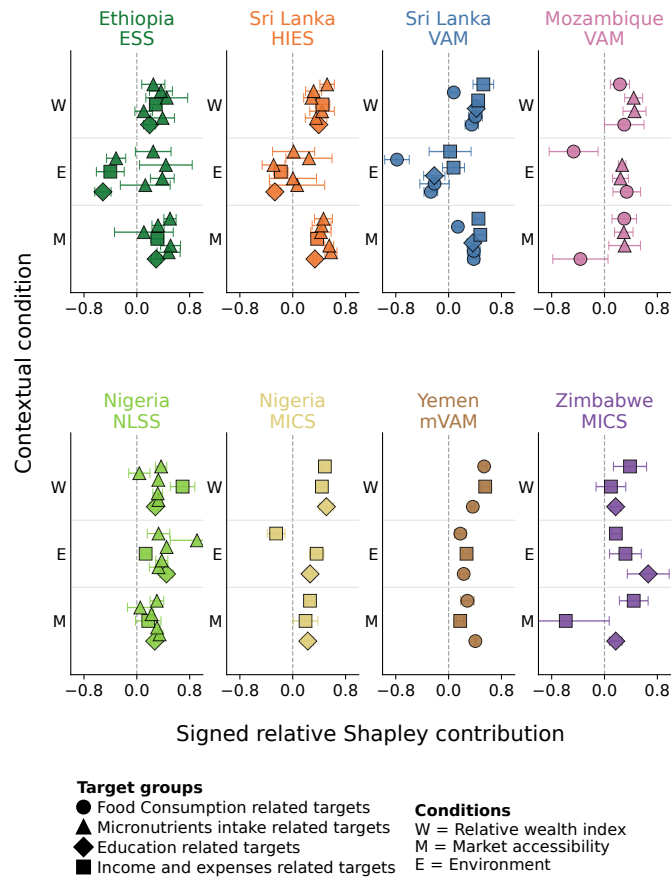 Ethiopia
ESS
Sri Lanka
HIES
Sri Lanka
VAM
Mozambique
VAM
W
E
M
W
E
M
W
E
M
W
E
M
−0.8
0.0
0.8
−0.8
0.0
0.8
−0.8
0.0
0.8
−0.8
0.0
0.8
Contextual condition
Nigeria
NLSS
Nigeria
MICS
Yemen
mVAM
Zimbabwe
MICS
W
E
M
W
E
M
W
E
M
W
E
M
−0.8
0.0
0.8
−0.8
0.0
0.8
−0.8
0.0
0.8
−0.8
0.0
0.8
Signed relative Shapley contribution
Target groups
Food Consumption related targets
Micronutrients intake related targets
Education related targets
Income and expenses related targets
Conditions
W = Relative wealth index
M = Market accessibility
E = Environment